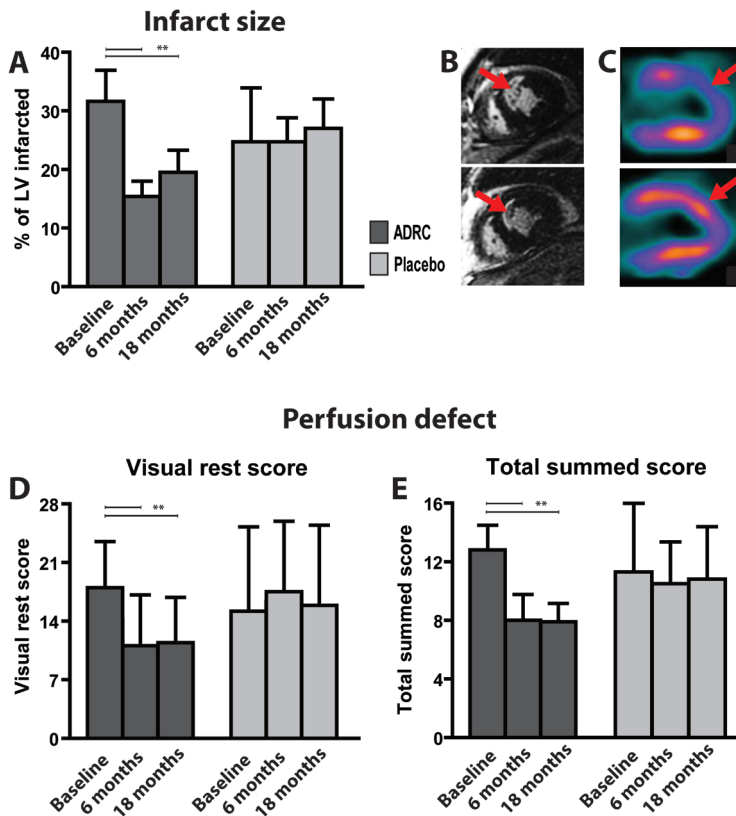 Infarct size
A
**
40
30
20
10
0
% of LV infarcted
Baseline
6 months
18 months
Baseline
6 months
18 months
ADRC
Placebo
B
C
Perfusion defect
Visual rest score
D
**
28
21
14
7
0
Visual rest score
Baseline
6 months
18 months
Baseline
6 months
18 months
Total summed score
E
**
16
12
8
4
0
Total summed score
Baseline
6 months
18 months
Baseline
6 months
18 months